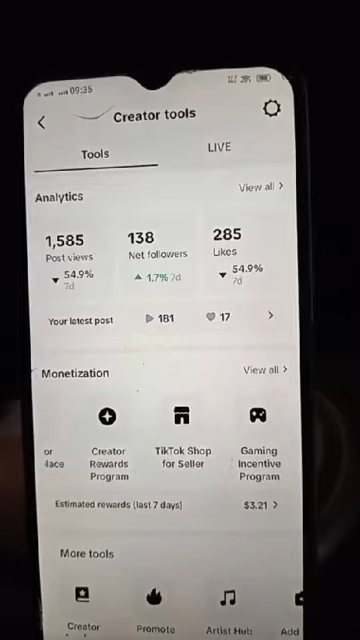 09:35
Creator tools
Tools
LIVE
Analytics
View all >
1,585
138
285
Post views
Net followers
Likes
▼ 54.9%
7d
▲ 1.7% 7d
▼ 54.9%
7d
Your latest post
181
17
>
Monetization
View all >
or
lace
Creator
Rewards
Program
TikTok Shop
for Seller
Gaming
Incentive
Program
Estimated rewards (last 7 days)
$3.21 >
More tools
Creator
Promote
Artist Hub
Add